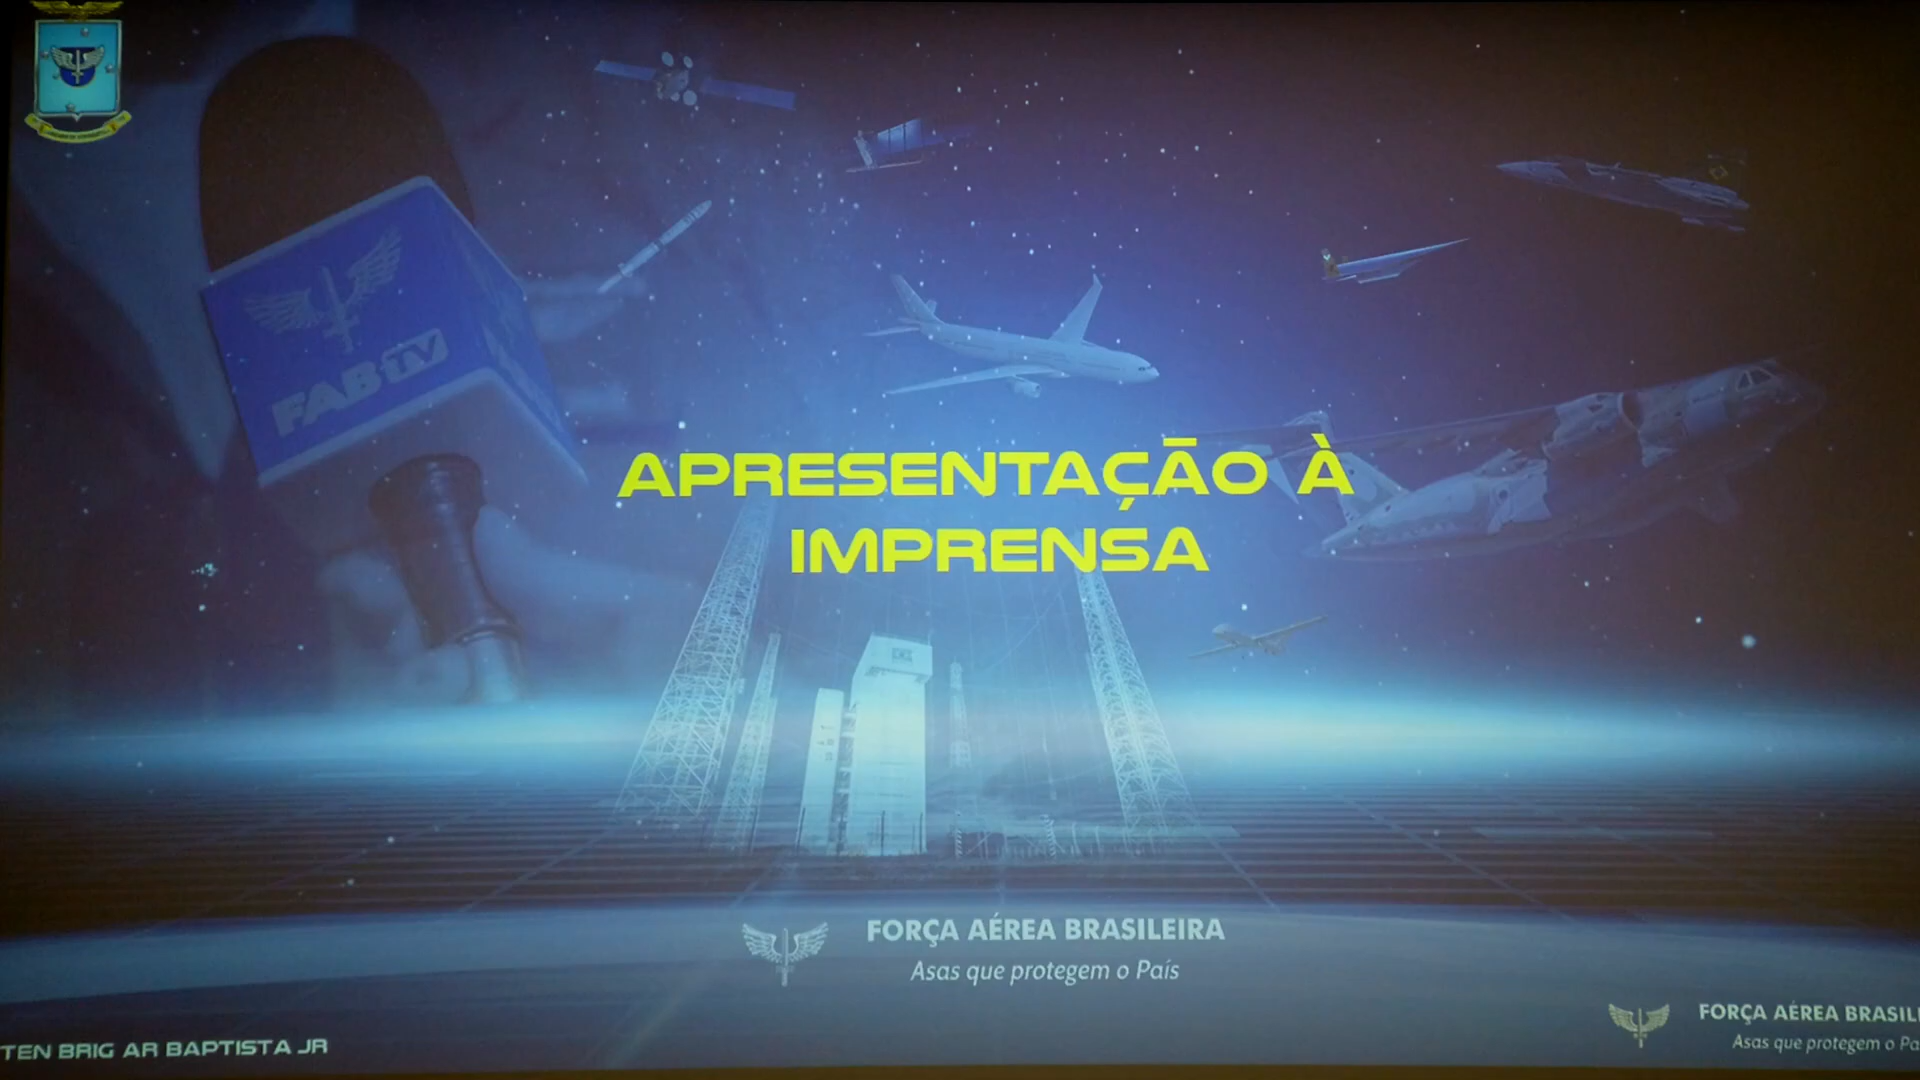 FAB TV
APRESENTAÇÃO À
IMPRENSA
FORÇA AÉREA BRASILEIRA
Asas que protegem o País
TEN BRIG AR BAPTISTA JR
FORÇA AÉREA BRASIL
Asas que protegem o Pa